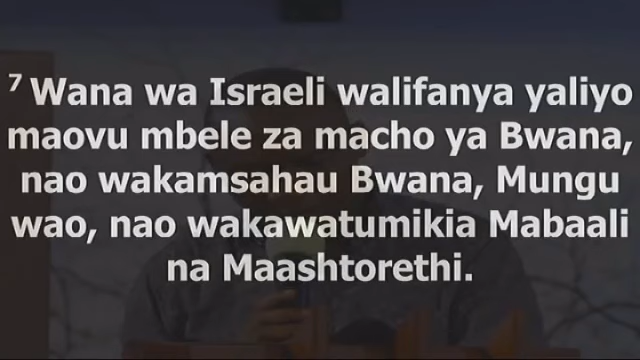 7 Wana wa Israeli walifanya yaliyo
maovu mbele za macho ya Bwana,
nao wakamsahau Bwana, Mungu
wao, nao wakawatumikia Mabaali
na Maashtorethi.